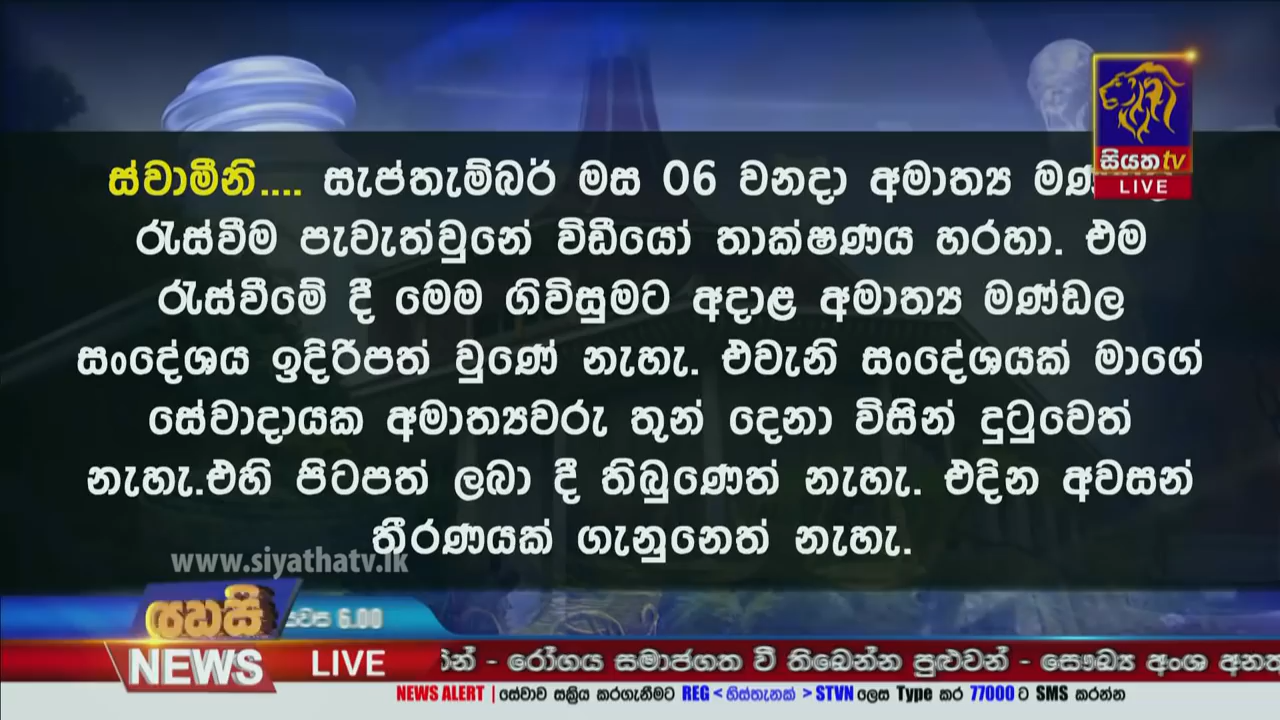 ස්වාමීනි.... සැප්තැම්බර් මස 06 වනදා අමාත්‍ය
රැස්වීම පැවැත්වුනේ විඩීයෝ තාක්ෂණය හරහා. එම
රැස්වීමේ දී මෙම ගිවිසුමට අදාළ අමාත්‍ය මණ්ඩල
සංදේශය ඉදිරිපත් වුණේ නැහැ. එවැනි සංදේශයක් මාගේ
සේවාදායක අමාත්‍යවරු තුන් දෙනා විසින් දුටුවෙත්
නැහැ.එහි පිටපත් ලබා දී තිබුණෙත් නැහැ. එදින අවසන්
තීරණයක් ගැනුනෙත් නැහැ.
සියත tv
LIVE
www.siyathatv.lk
6.00
NEWS LIVE
- රෝගය සමාජගත වී තිබෙන්න පුළුවන් - සෞඛ්‍ය අංශ
NEWS ALERT | සේවාව සක්‍රිය කරගැනීමට REG < හිස්තැනක් > STVN ලෙස Type කර 77000 ට SMS කරන්න